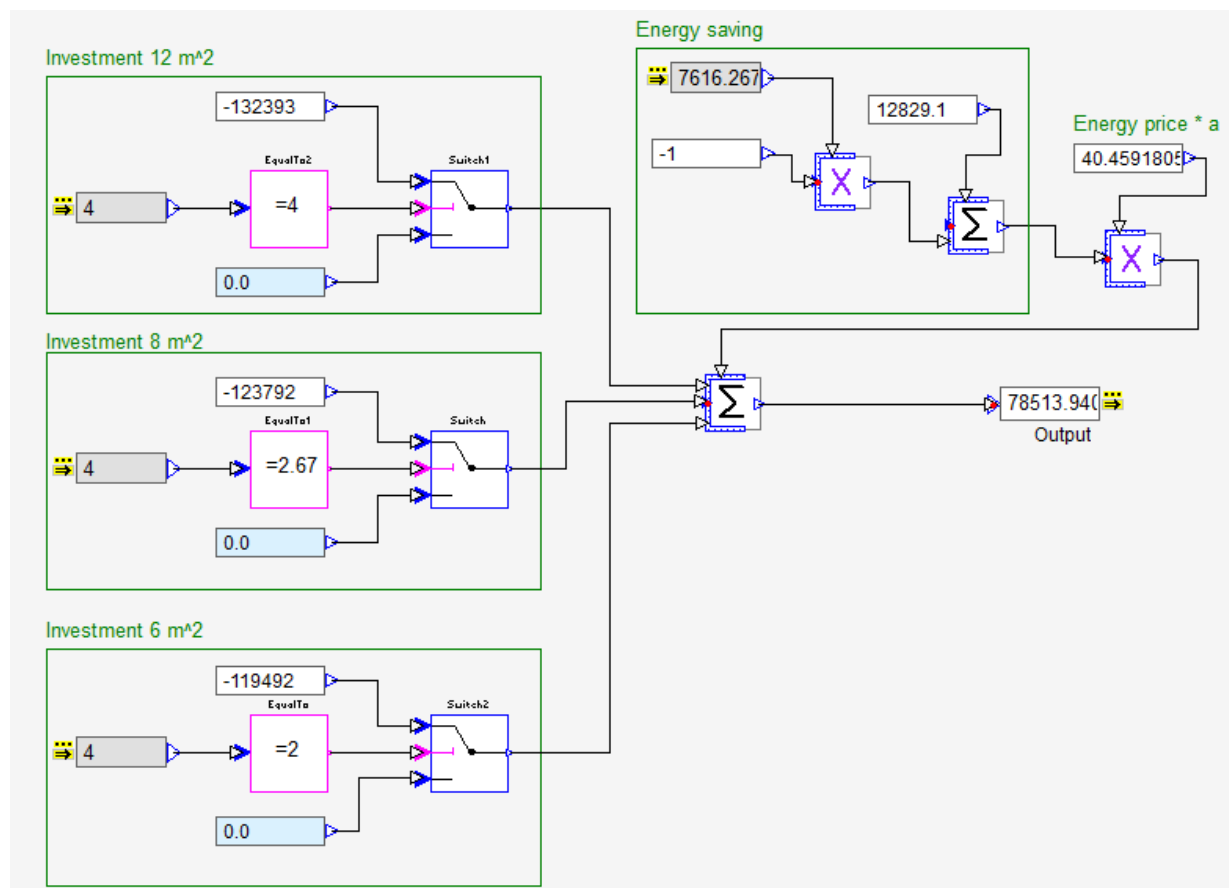 Energy saving
Investment 12 m^2
7616.267
-132393
12829.1
Energy price * a
-1
40.4591805
EqualTo2
Switch1
X
4
=4
Σ
X
0.0
Investment 8 m^2
-123792
Σ
78513.940
EqualTo1
Switch
Output
4
=2.67
0.0
Investment 6 m^2
-119492
EqualTo
Switch2
4
=2
0.0